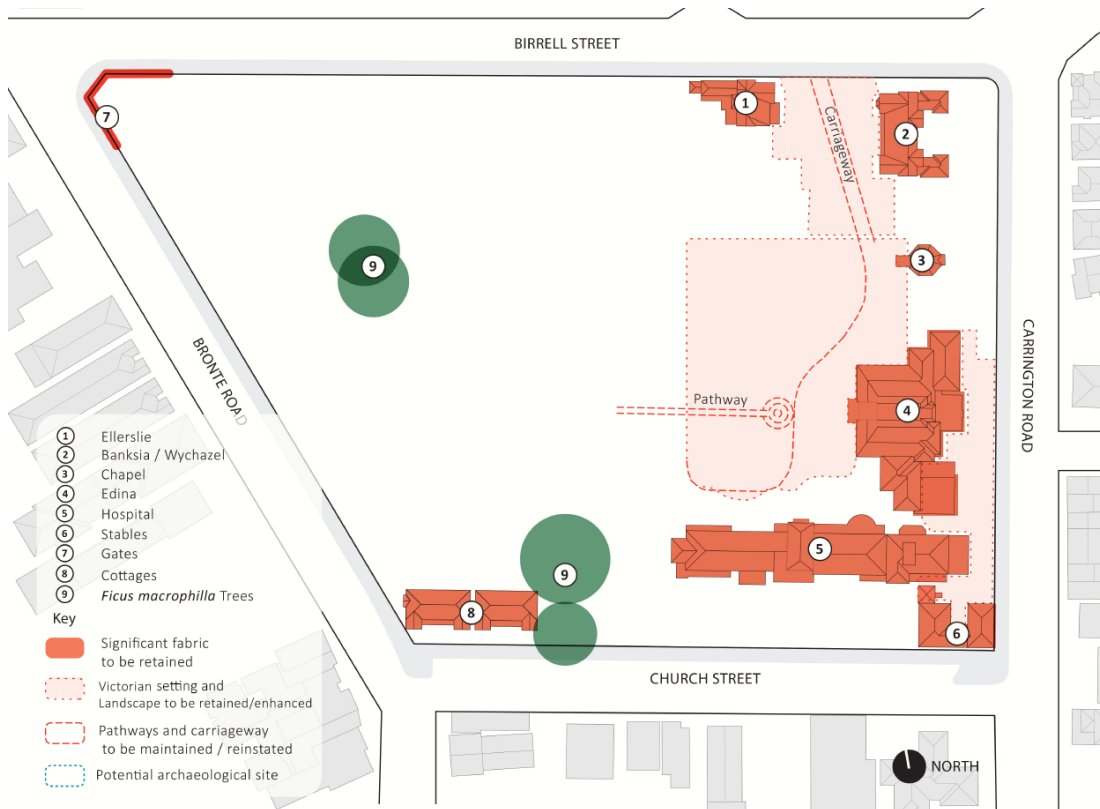 BIRRELL STREET
7
1
2
Carriageway
9
3
CARRINGTON ROAD
BRONTE ROAD
Pathway
4
5
9
8
6
CHURCH STREET
NORTH
1 Ellerslie
2 Banksia / Wychazel
3 Chapel
4 Edina
5 Hospital
6 Stables
7 Gates
8 Cottages
9 Ficus macrophilla Trees
Key
Significant fabric
to be retained
Victorian setting and
Landscape to be retained/enhanced
Pathways and carriageway
to be maintained / reinstated
Potential archaeological site